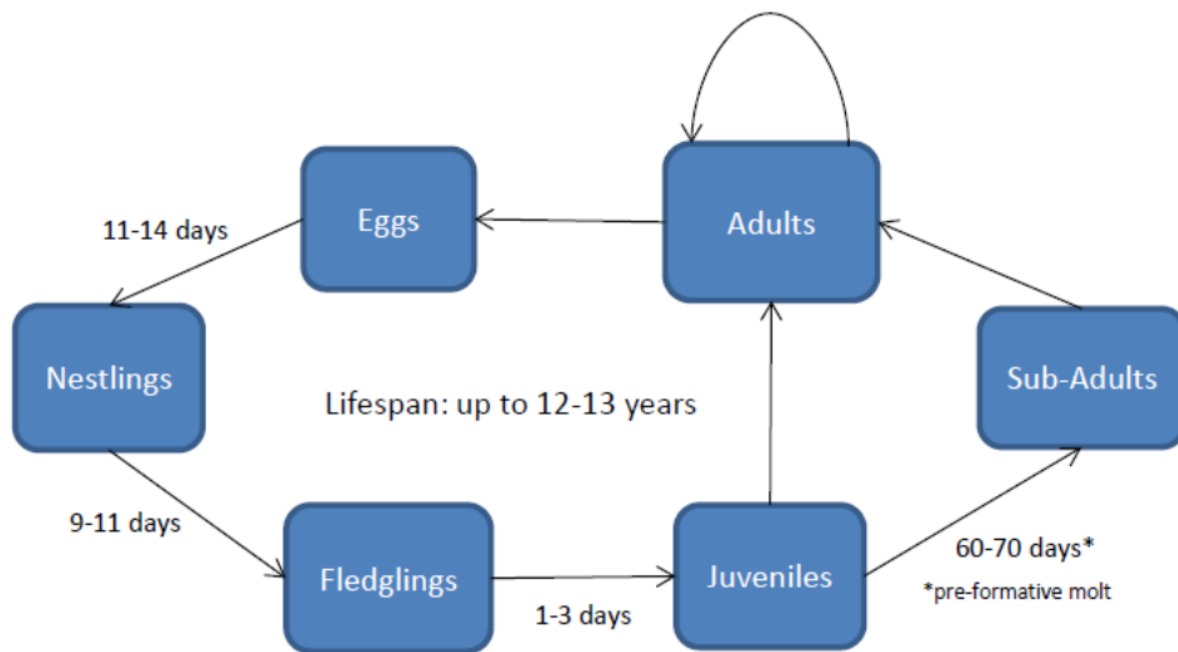 Eggs
Adults
11-14 days
Nestlings
Sub-Adults
Lifespan: up to 12-13 years
9-11 days
Fledglings
1-3 days
Juveniles
60-70 days*
*pre-formative molt